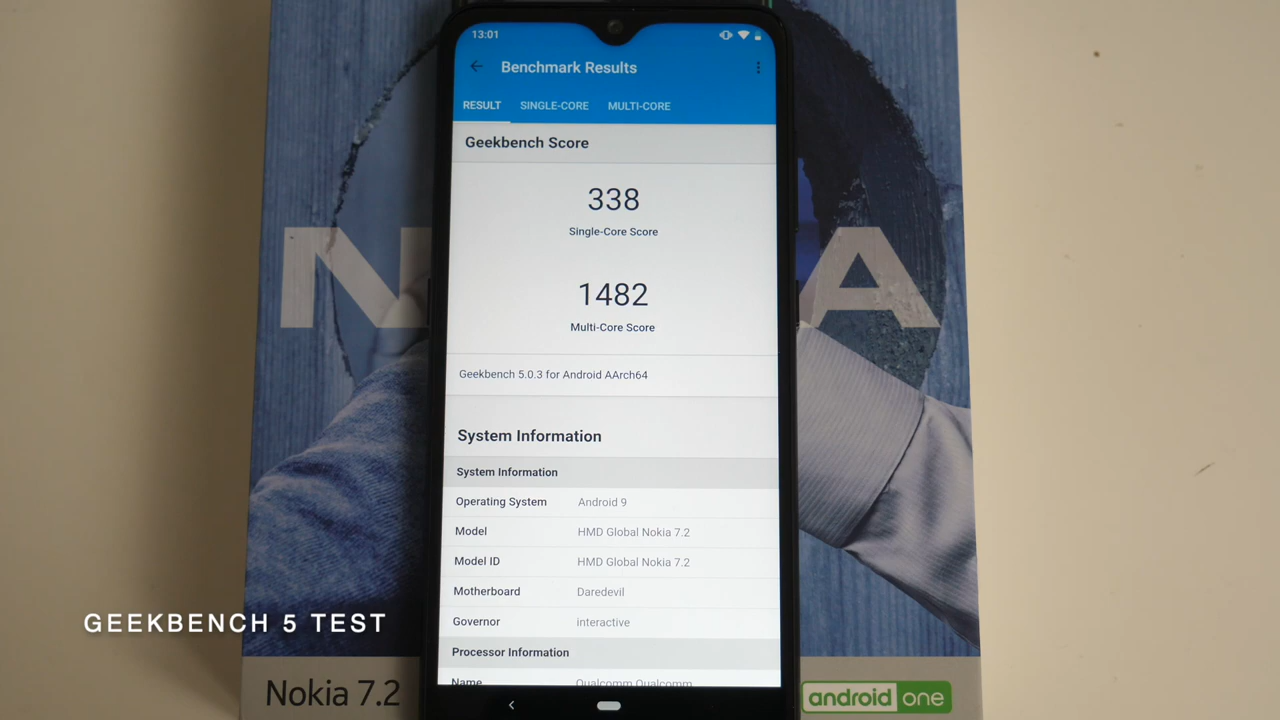 13:01
Benchmark Results
RESULT SINGLE-CORE MULTI-CORE
Geekbench Score
338
Single-Core Score
1482
Multi-Core Score
Geekbench 5.0.3 for Android AArch64
System Information
System Information
Operating System Android 9
Model HMD Global Nokia 7.2
Model ID HMD Global Nokia 7.2
Motherboard Daredevil
Governor interactive
Processor Information
Name Qualcomm Qualcomm
N A
GEEKBENCH 5 TEST
Nokia 7.2
android one